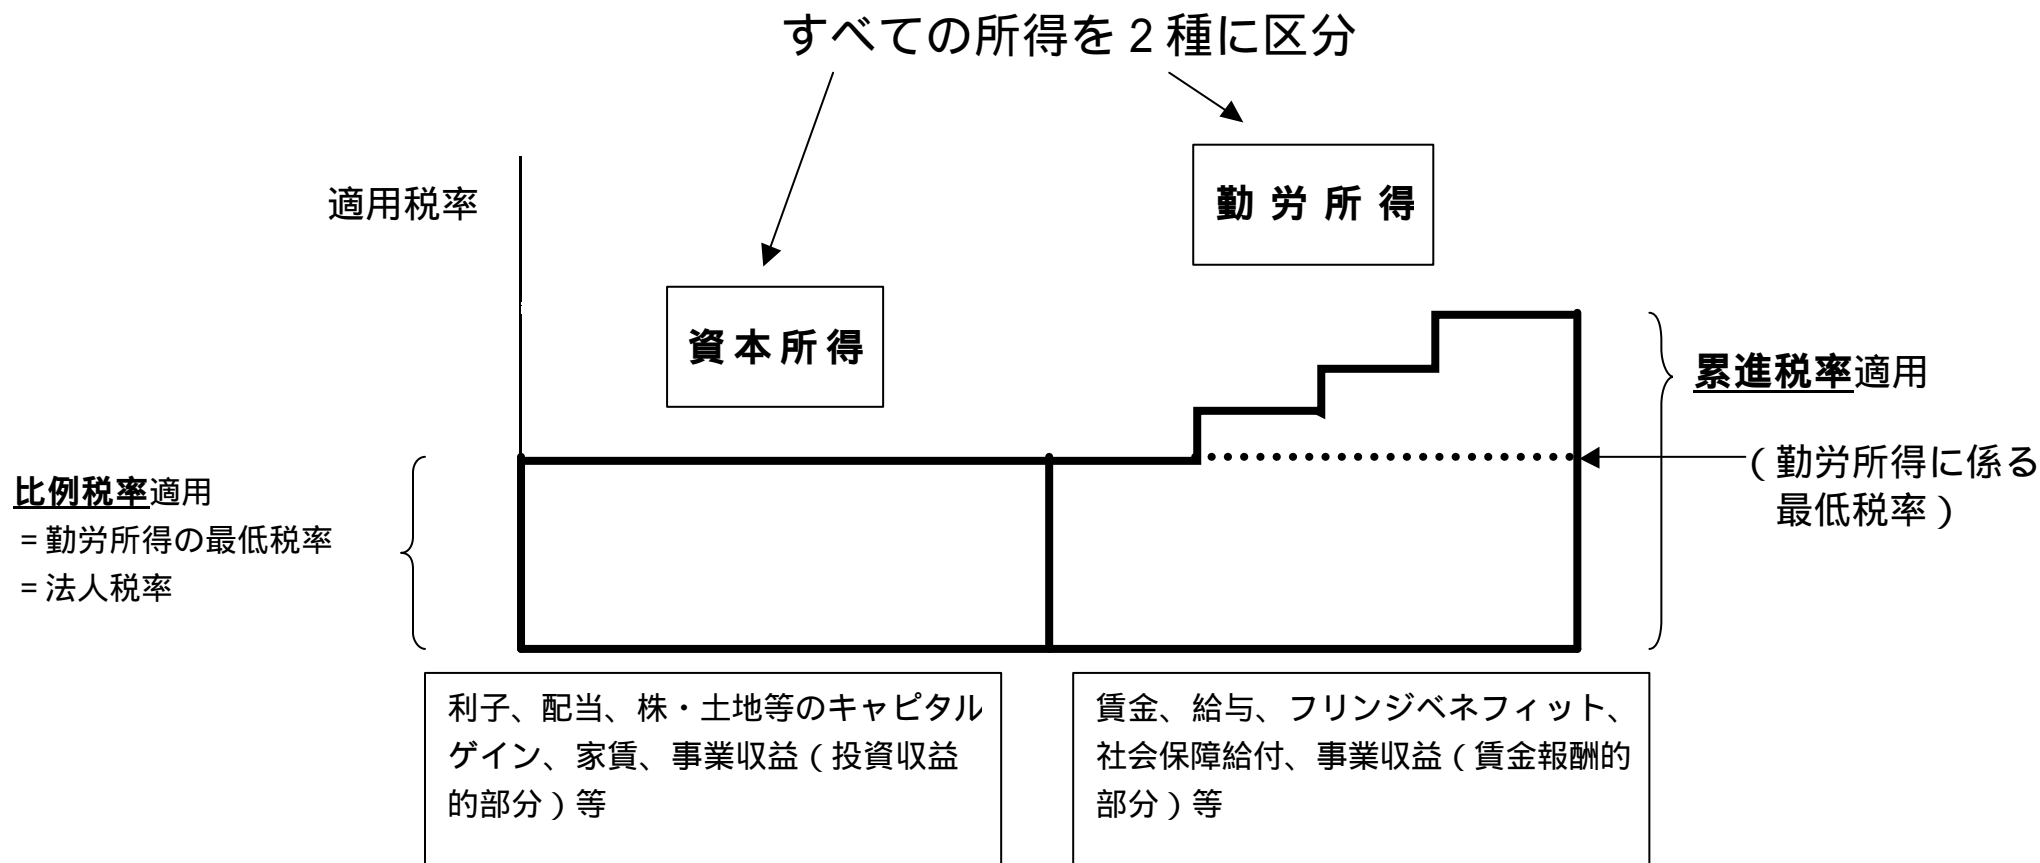 すべての所得を２種に区分
適用税率
勤労所得
資本所得
累進税率適用
（勤労所得に係る
最低税率）
比例税率適用
＝勤労所得の最低税率
＝法人税率
利子、配当、株・土地等のキャピタル
ゲイン、家賃、事業収益（投資収益
的部分）等
賃金、給与、フリンジベネフィット、
社会保障給付、事業収益（賃金報酬的
部分）等